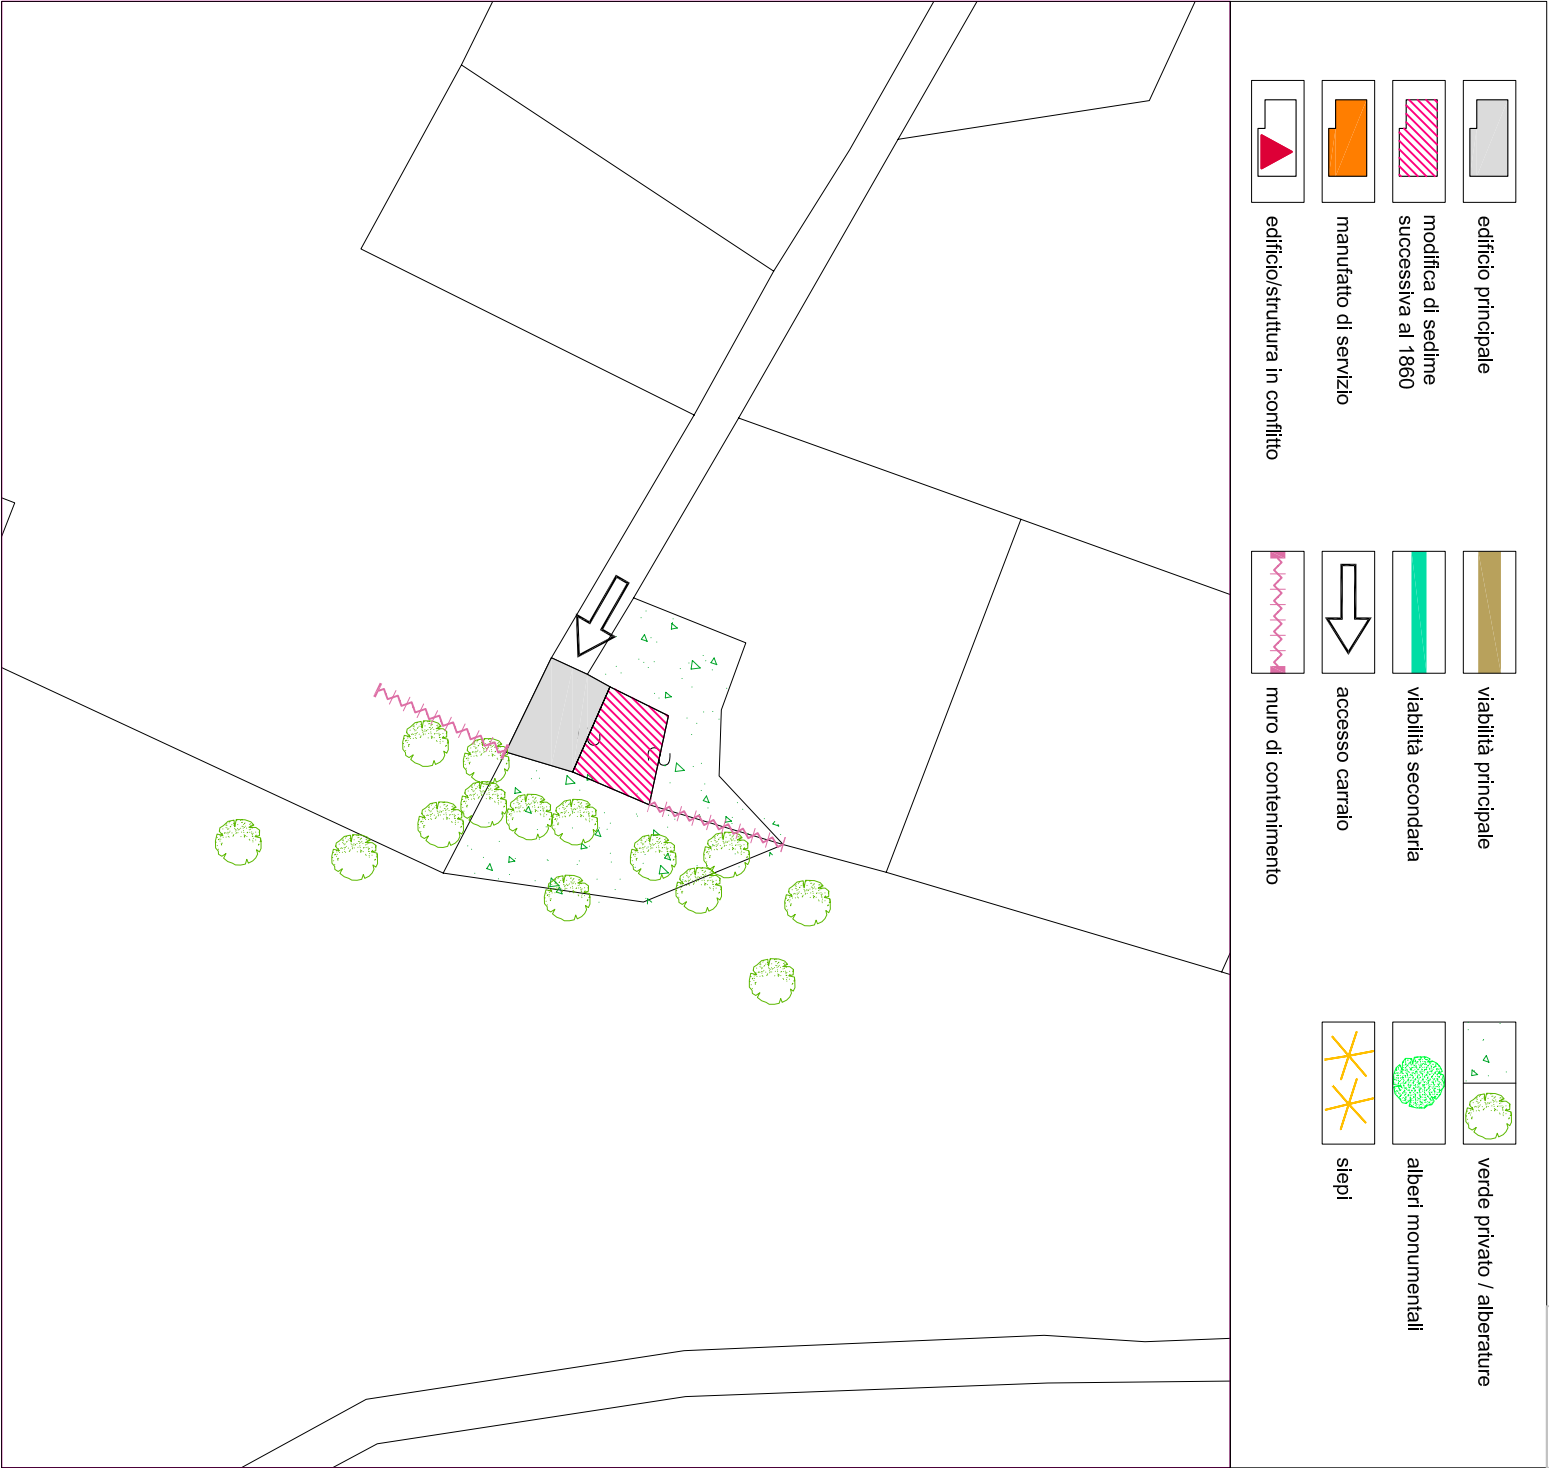 edificio principale
modifica di sedime
successiva al 1860
manufatto di servizio
edificio/struttura in conflitto
viabilità principale
viabilità secondaria
accesso carraio
muro di contenimento
verde privato / alberature
alberi monumentali
siepi